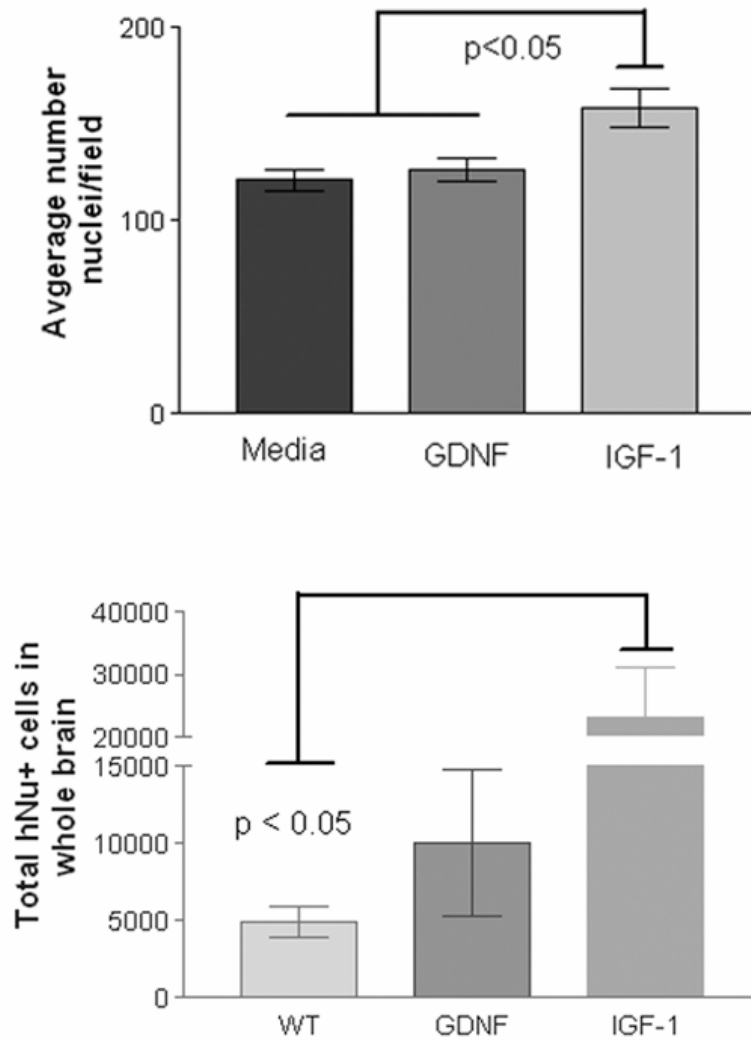 200
p<0.05
Avgerage number
nuclei/field
100
0
Media GDNF IGF-1
40000
30000
20000
15000
Total hNu+ cells in
whole brain
p < 0.05
10000
5000
0
WT GDNF IGF-1